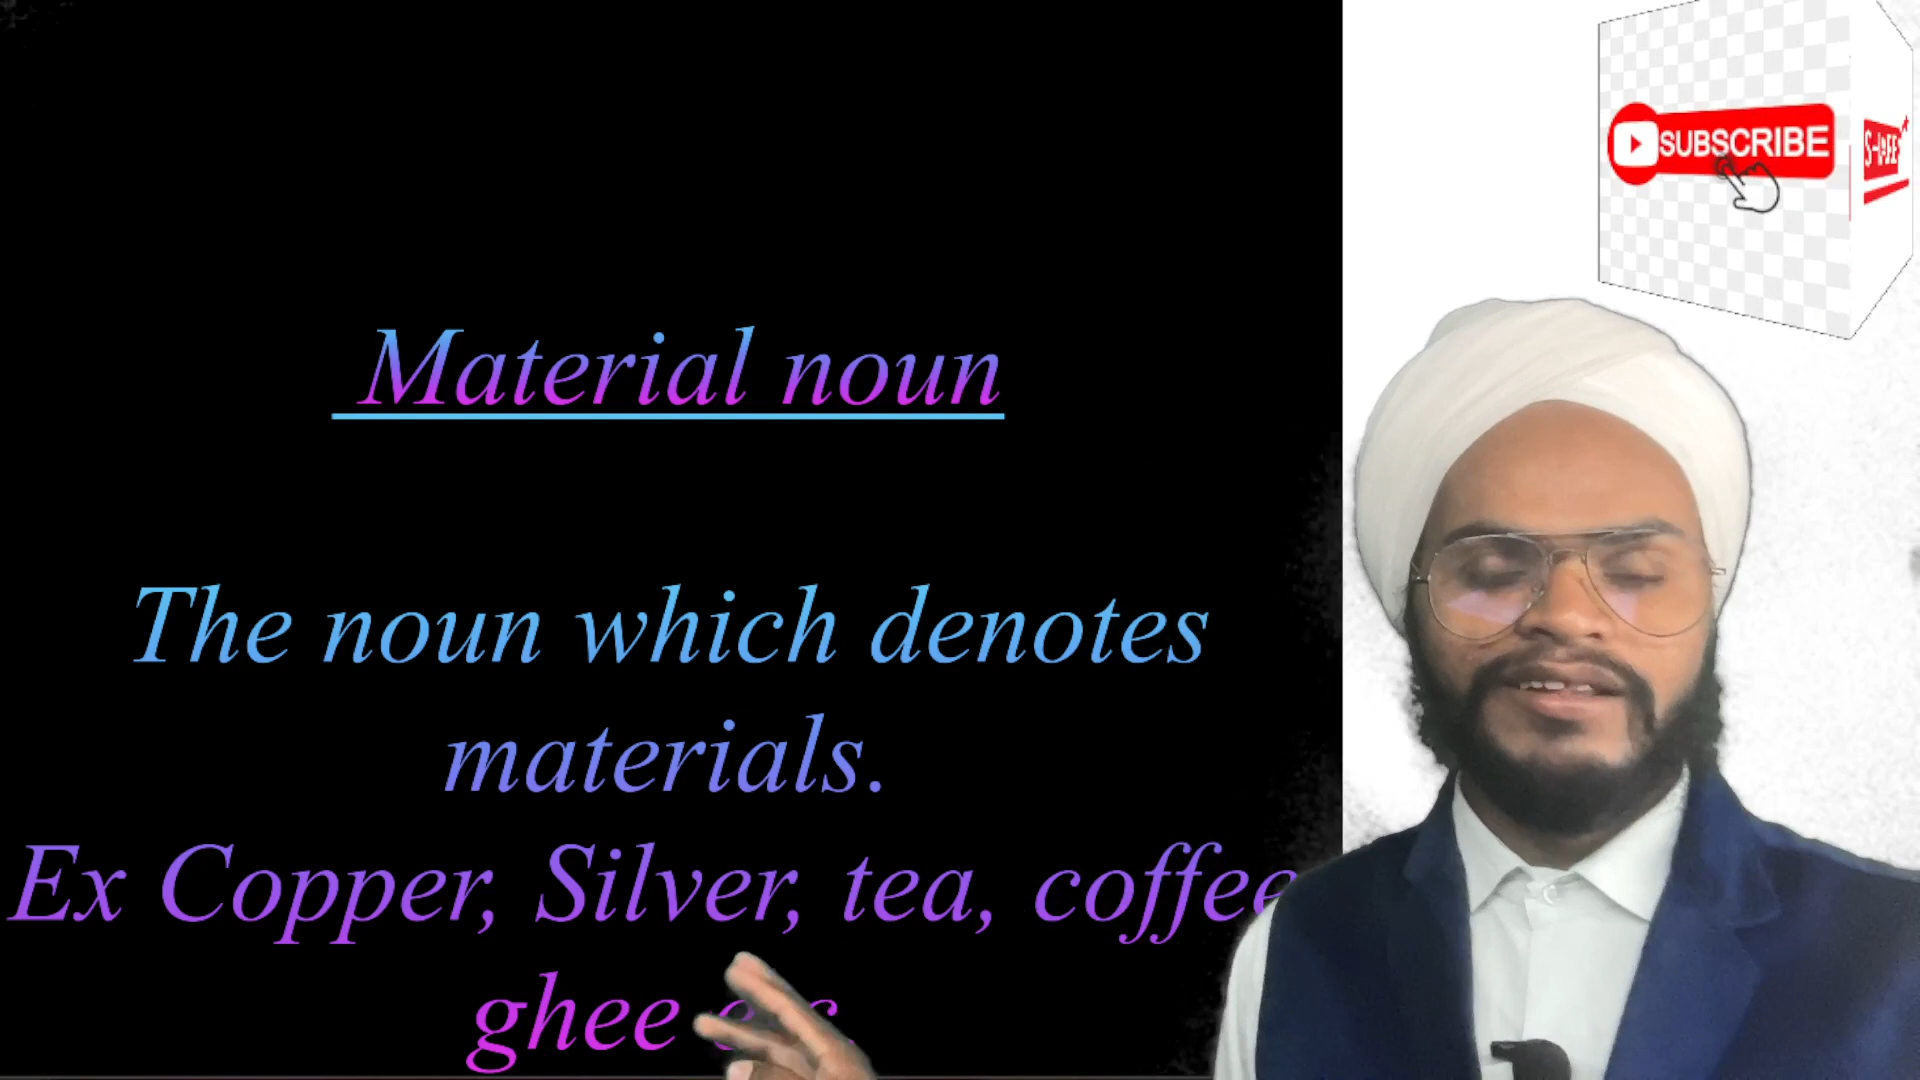 SUBSCRIBE
Material noun
The noun which denotes
materials.
Ex Copper, Silver, tea, coffee
ghee